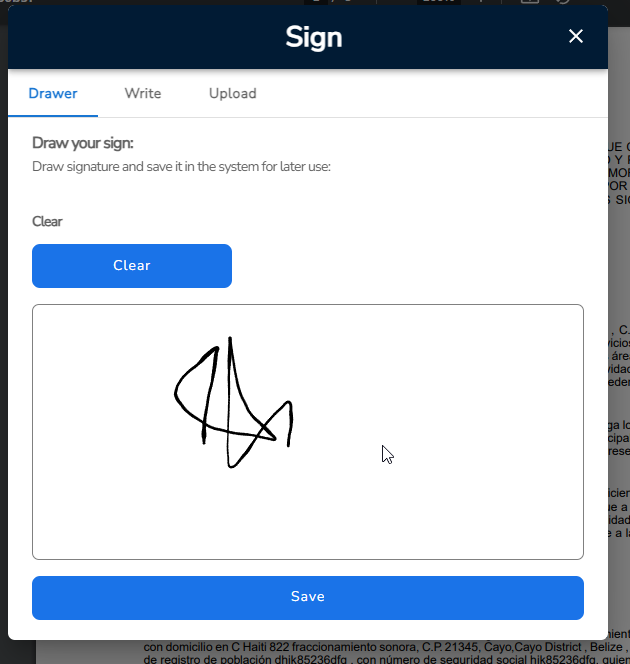 Sign
Drawer Write Upload
Draw your sign:
Draw signature and save it in the system for later use:
Clear
Clear
Save
con domicilio en C Haiti 822 fraccionamiento sonora, C.P. 21345, Cayo,Cayo District , Belize ,
de registro de población dhjk85236dfg , con número de seguridad social hjk85236, quien